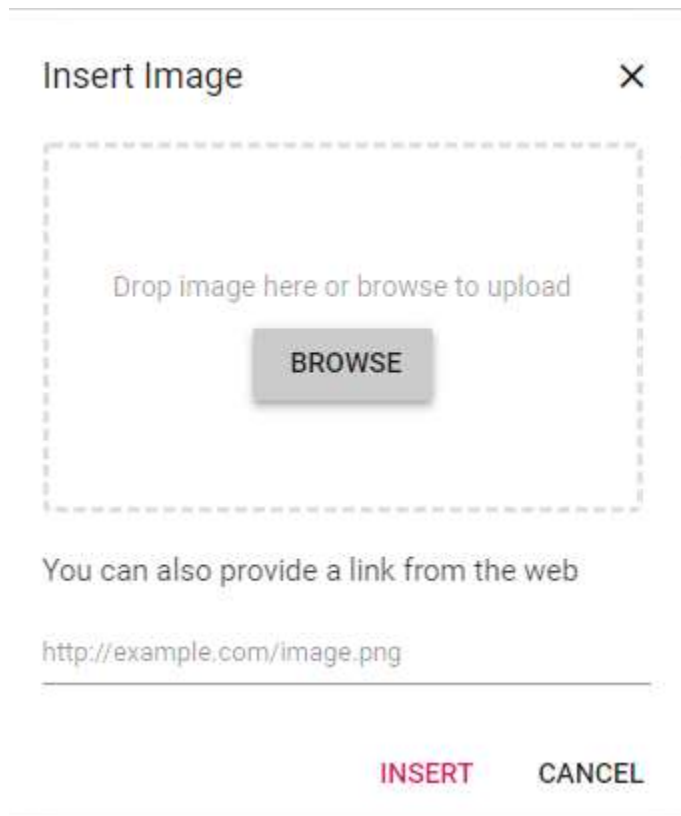 Insert Image
Drop image here or browse to upload
BROWSE
You can also provide a link from the web
http://example.com/image.png
INSERT CANCEL